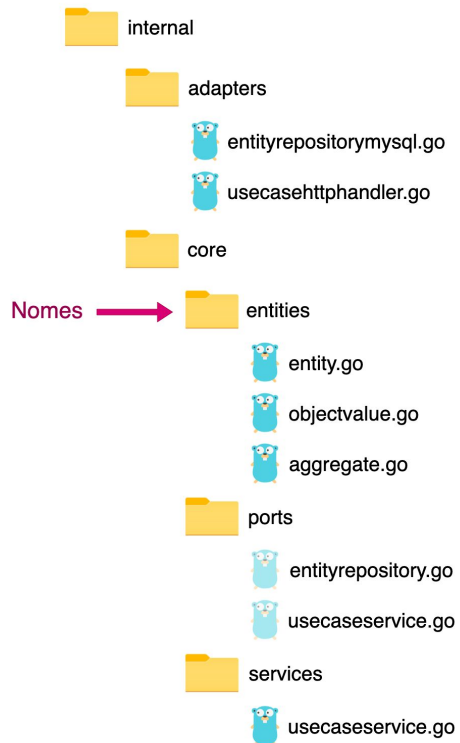 internal
adapters
entityrepositorymysql.go
usecasehttphandler.go
core
Nomes
entities
entity.go
objectvalue.go
aggregate.go
ports
entityrepository.go
usecaseservice.go
services
usecaseservice.go